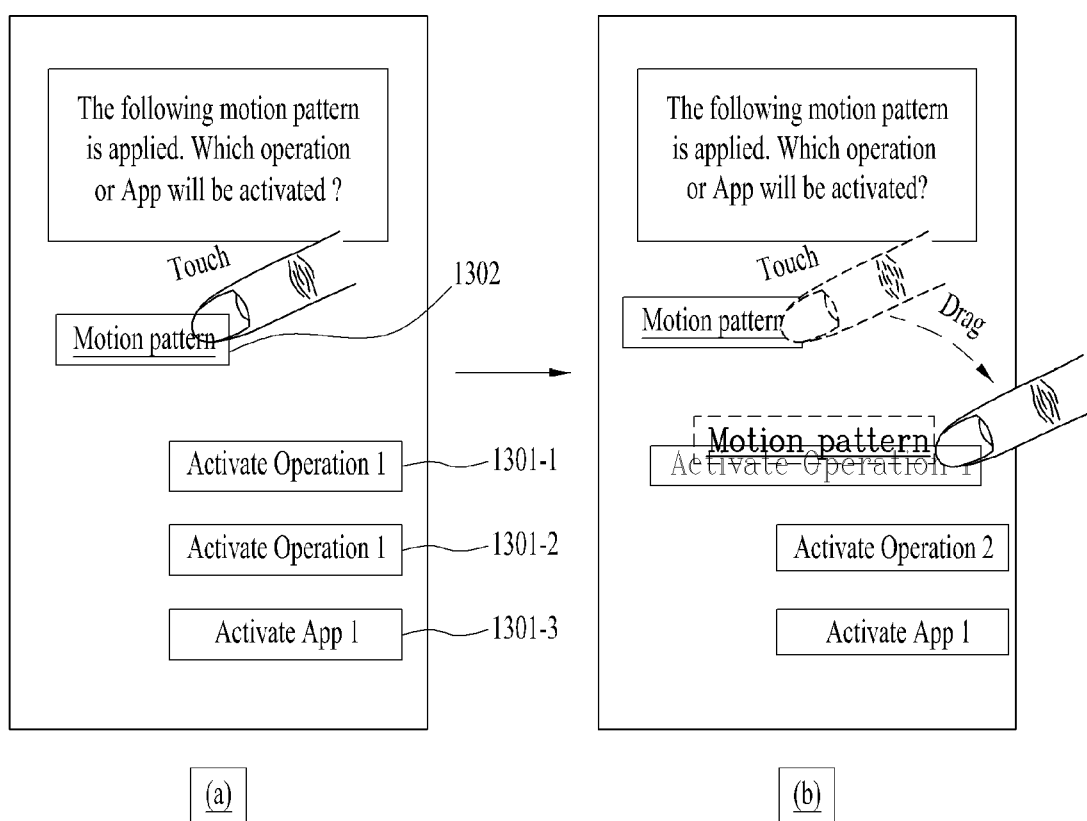 The following motion pattern
is applied. Which operation
or App will be activated ?
Touch
1302
Motion pattern
Activate Operation 1
1301-1
Activate Operation 1
1301-2
Activate App 1
1301-3
(a)
The following motion pattern
is applied. Which operation
or App will be activated?
Touch
Motion pattern
Drag
Motion pattern
Activate Operation 1
Activate Operation 2
Activate App 1
(b)